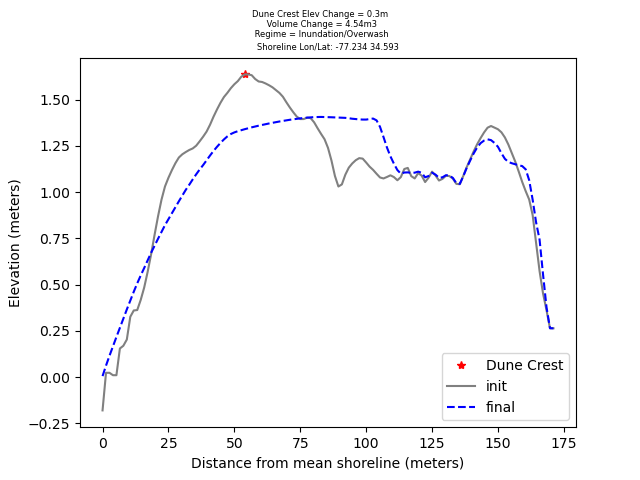 Dune Crest Elev Change = 0.3m
Volume Change = 4.54m3
Regime = Inundation/Overwash
Shoreline Lon/Lat: -77.234 34.593
Elevation (meters)
1.50
1.25
1.00
0.75
0.50
0.25
0.00
−0.25
Dune Crest
init
final
0 25 50 75 100 125 150 175
Distance from mean shoreline (meters)